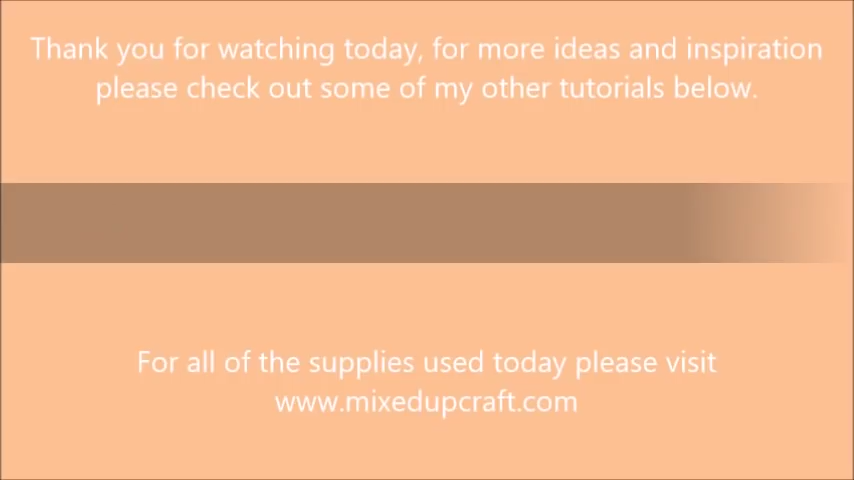 Thank you for watching today, for more ideas and inspiration
please check out some of my other tutorials below.
For all of the supplies used today please visit
www.mixedupcraft.com